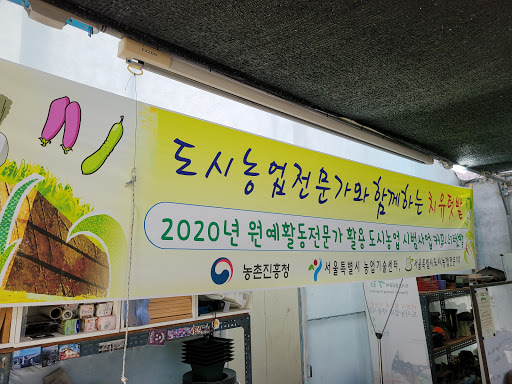 도시농업전문가와 함께하는 치유텃밭
2020년 원예활동전문가 활용 도시농업 시범사업
농촌진흥청 서울특별시 농업기술센터,